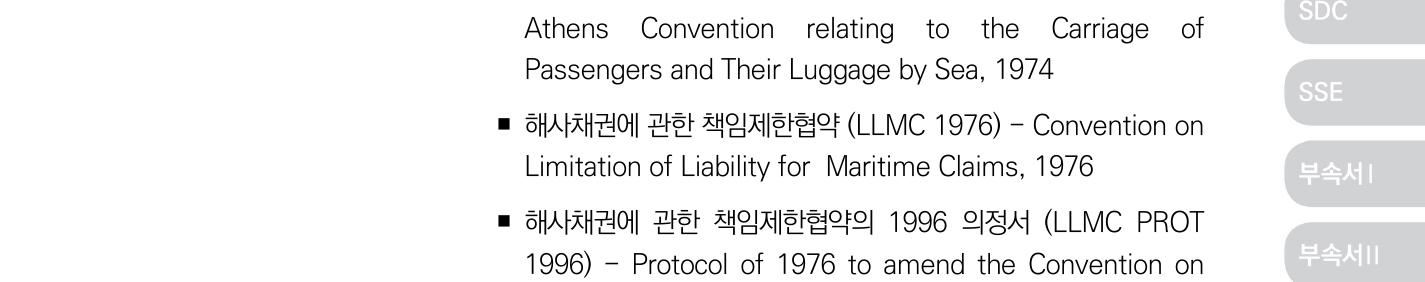 Athens Convention relating to the Carriage of
Passengers and Their Luggage by Sea, 1974
■ 해사채권에 관한 책임제한협약 (LLMC 1976) – Convention on
Limitation of Liability for Maritime Claims, 1976
■ 해사채권에 관한 책임제한협약의 1996 의정서 (LLMC PROT
1996) – Protocol of 1976 to amend the Convention on
SDC
SSE
부속서Ⅰ
부속서Ⅱ